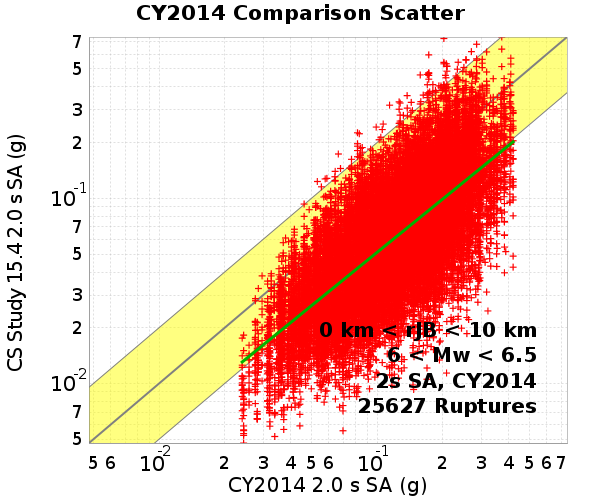 CY2014 Comparison Scatter
7
5
3
2
10⁻¹
7
5
3
2
10⁻²
7
5
CS Study 15.4 2.0 s SA (g)
0 km < rJB < 10 km
6 < Mw < 6.5
2s SA, CY2014
25627 Ruptures
5 6 10⁻² 2 3 4 5 6 10⁻¹ 2 3 4 5 6 7
CY2014 2.0 s SA (g)